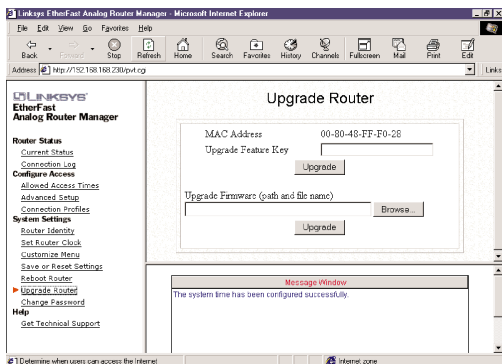 Linksys EtherFast Analog Router Manager - Microsoft Internet Explorer
File Edit View Go Favorites Help
Back Forward Stop Refresh Home Search Favorites History Channels Fullscreen Mail Print Edit
Address http://192.168.168.230/pvt.cgi Links
LINKSYS
EtherFast
Analog Router Manager
Router Status
Current Status
Connection Log
Configure Access
Allowed Access Times
Advanced Setup
Connection Profiles
System Settings
Router Identity
Set Router Clock
Customize Menu
Save or Reset Settings
Reboot Router
Upgrade Router
Change Password
Help
Get Technical Support
Upgrade Router
MAC Address 00-80-48-FF-F0-28
Upgrade Feature Key
Upgrade
Upgrade Firmware (path and file name)
Browse...
Upgrade
Message Window
The system time has been configured successfully.
Determine when users can access the Internet
Internet zone